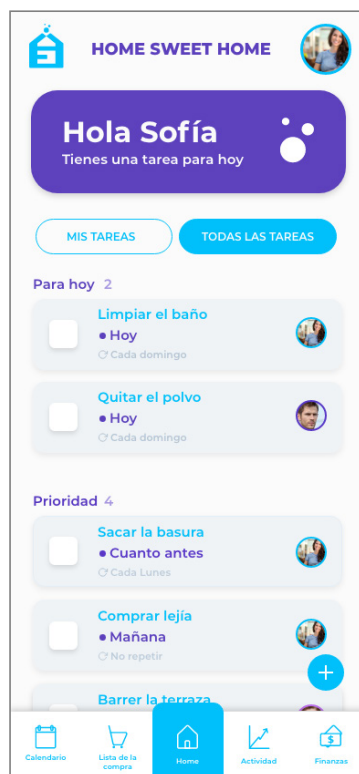 HOME SWEET HOME
Hola Sofía
Tienes una tarea para hoy
MIS TAREAS
TODAS LAS TAREAS
Para hoy 2
Limpiar el baño
Hoy
Cada domingo
Quitar el polvo
Hoy
Cada domingo
Prioridad 4
Sacar la basura
Cuanto antes
Cada Lunes
Comprar lejía
Mañana
No repetir
Barrer la terraza
Calendario
Lista de la
compra
Home
Actividad
Finanzas